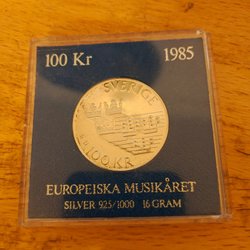 100 Kr 1985
SVERIGE
100 KR
EUROPEISKA MUSIKÅRET
SILVER 925/1000 16 GRAM